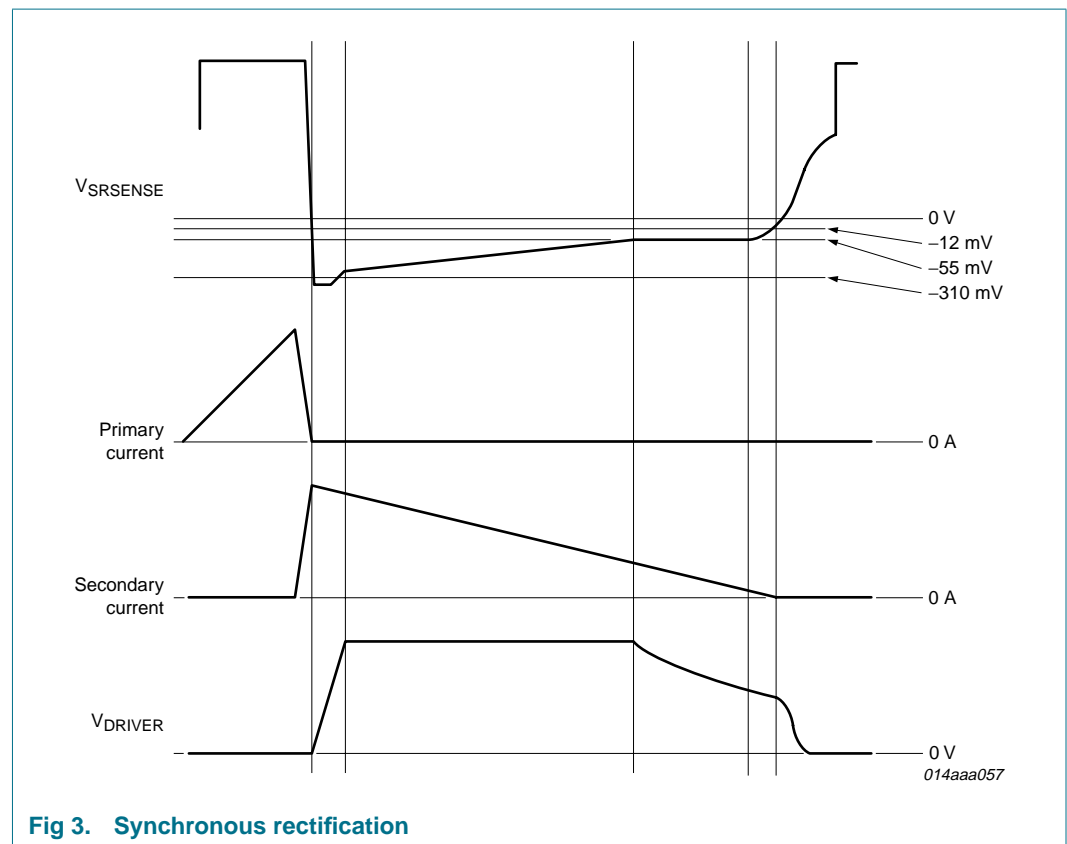 VSRSENSE
0 V
−12 mV
−55 mV
−310 mV
Primary
current
0 A
Secondary
current
0 A
VDRIVER
0 V
014aaa057
Fig 3. Synchronous rectification